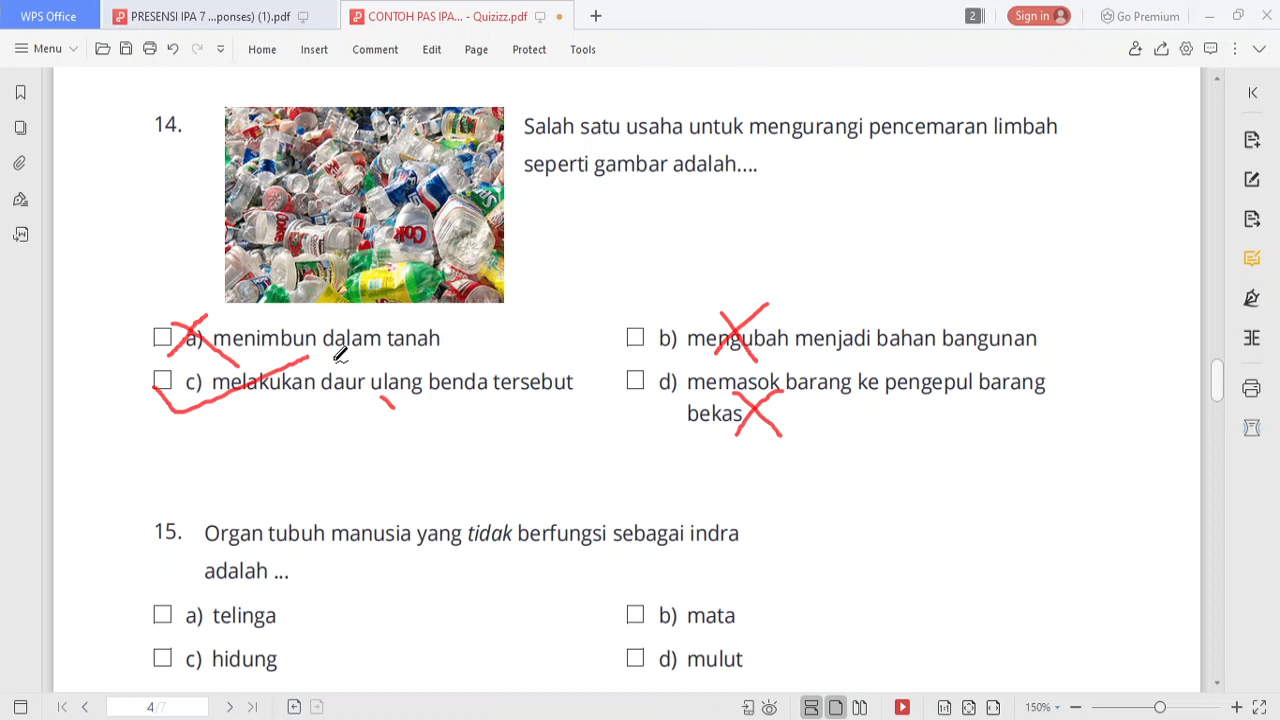 WPS Office
PRESENSI IPA 7 ...ponses) (1).pdf
CONTOH PAS IPA... - Quizizz.pdf
2
Sign in
Go Premium
Menu
Home
Insert
Comment
Edit
Page
Protect
Tools
14.
Salah satu usaha untuk mengurangi pencemaran limbah
seperti gambar adalah....
a) menimbun dalam tanah
b) mengubah menjadi bahan bangunan
c) melakukan daur ulang benda tersebut
d) memasok barang ke pengepul barang
bekas
15. Organ tubuh manusia yang tidak berfungsi sebagai indra
adalah ...
a) telinga
b) mata
c) hidung
d) mulut
4/7
150%